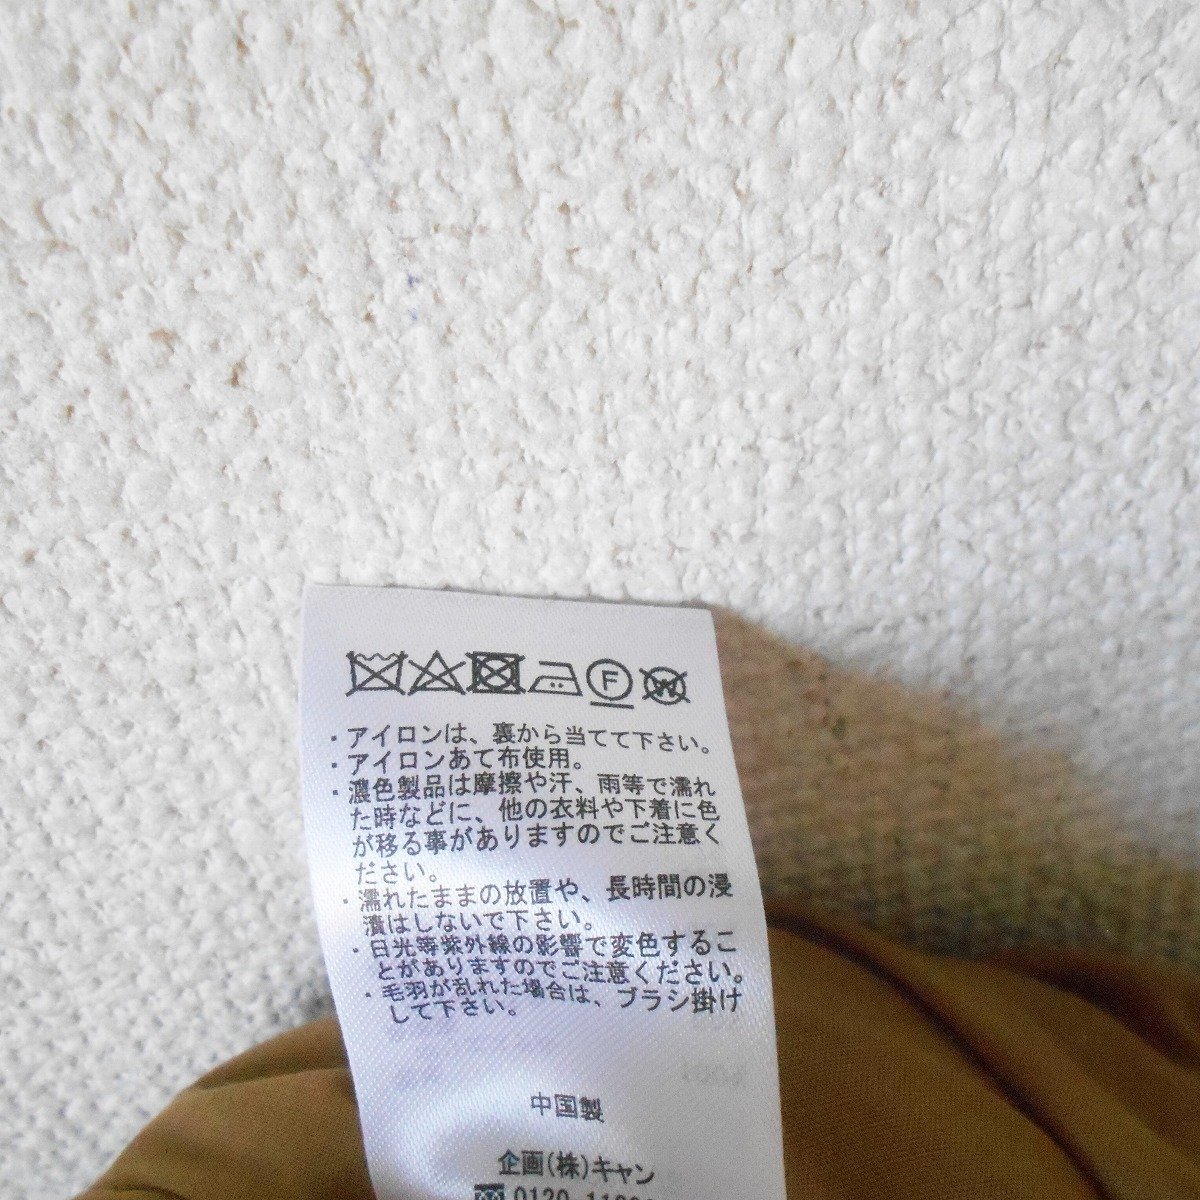 F W
・アイロンは、裏から当てて下さい。
・アイロンあて布使用。
・濃色製品は摩擦や汗、雨等で濡れ
た時などに、他の衣料や下着に色
が移る事がありますのでご注意く
ださい。
・濡れたままの放置や、長時間の浸
漬はしないで下さい。
・日光等紫外線の影響で変色するこ
とがありますのでご注意ください。
・毛羽が乱れた場合は、ブラシ掛け
して下さい。
中国製
企画(株)キャン
0120